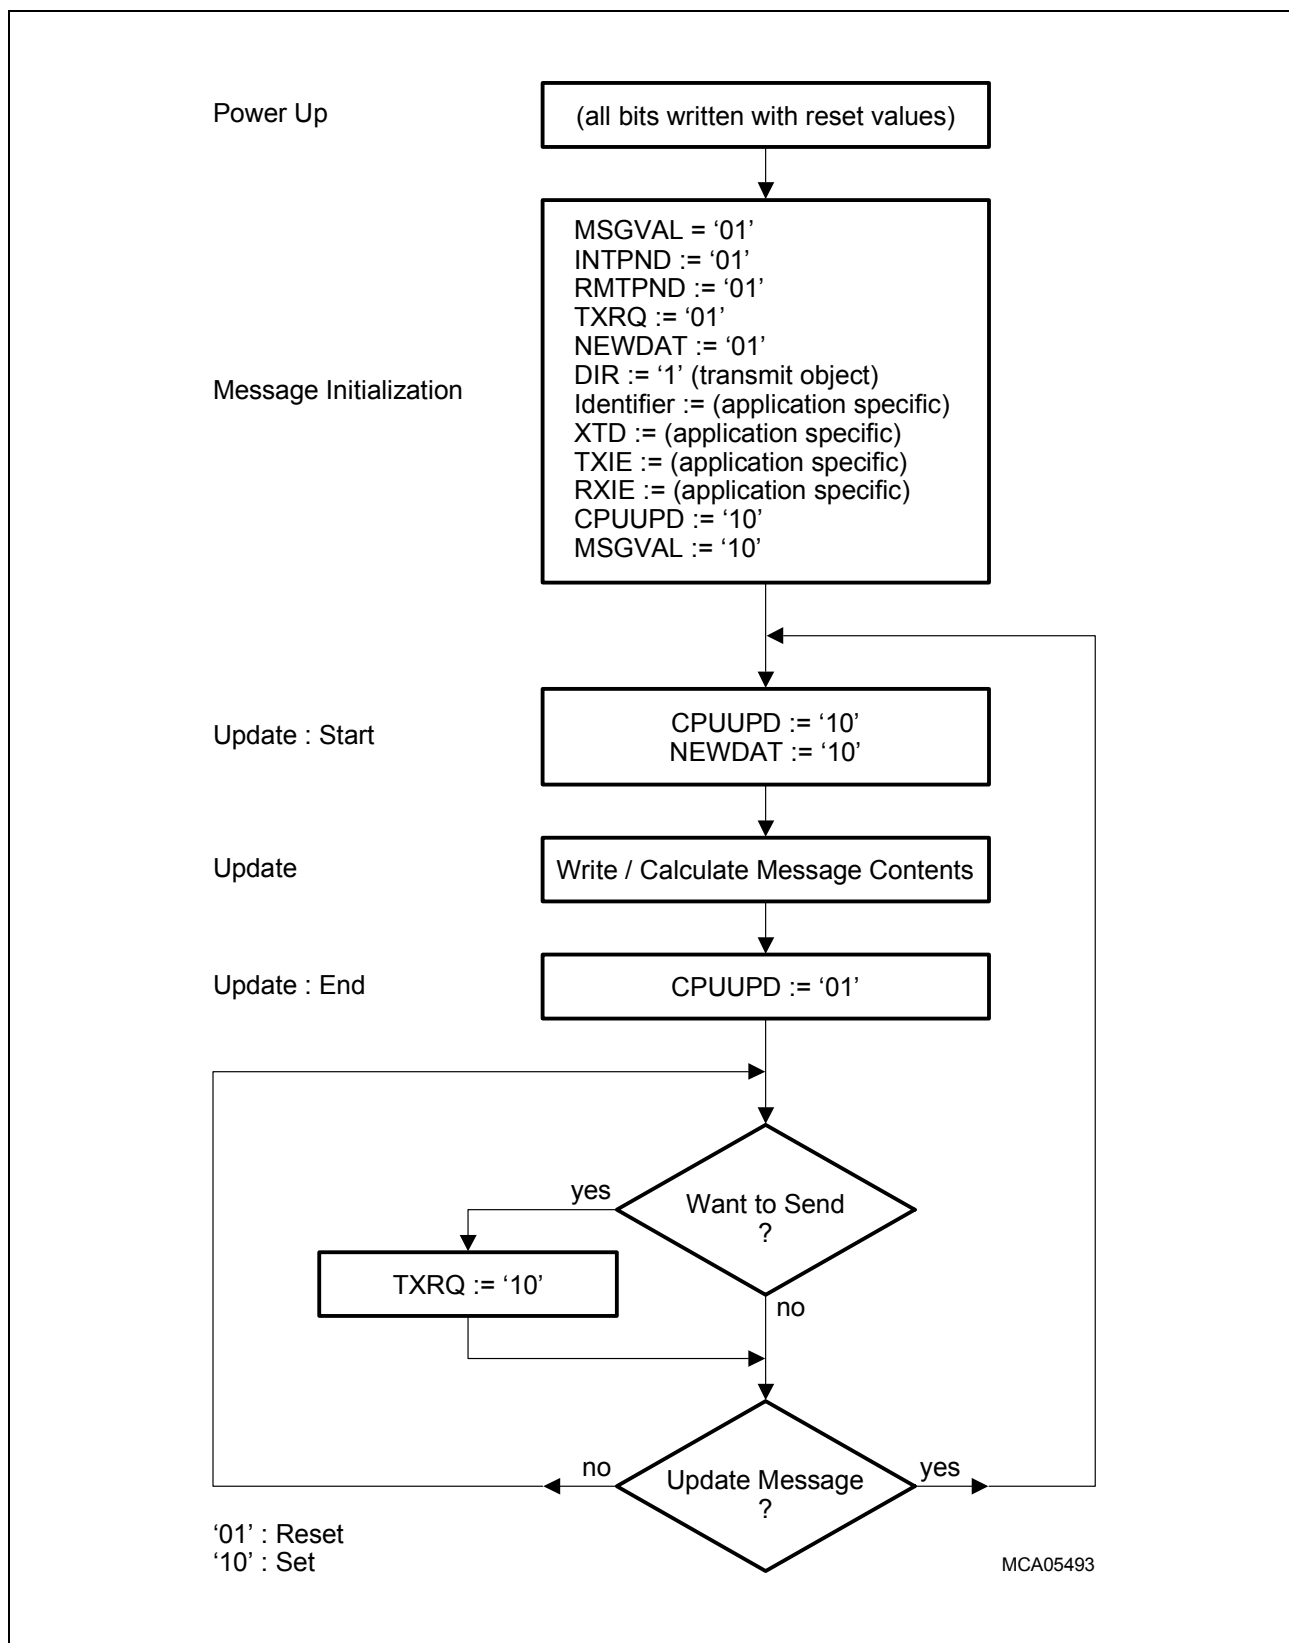 Power Up
(all bits written with reset values)
MSGVAL = ‘01’
INTPND := ‘01’
RMTPND := ‘01’
TXRQ := ‘01’
NEWDAT := ‘01’
Message Initialization
DIR := ‘1’ (transmit object)
Identifier := (application specific)
XTD := (application specific)
TXIE := (application specific)
RXIE := (application specific)
CPUUPD := ‘10’
MSGVAL := ‘10’
Update : Start
CPUUPD := ‘10’
NEWDAT := ‘10’
Update
Write / Calculate Message Contents
Update : End
CPUUPD := ‘01’
yes
Want to Send
?
TXRQ := ‘10’
no
no
Update Message
?
yes
‘01’ : Reset
‘10’ : Set
MCA05493